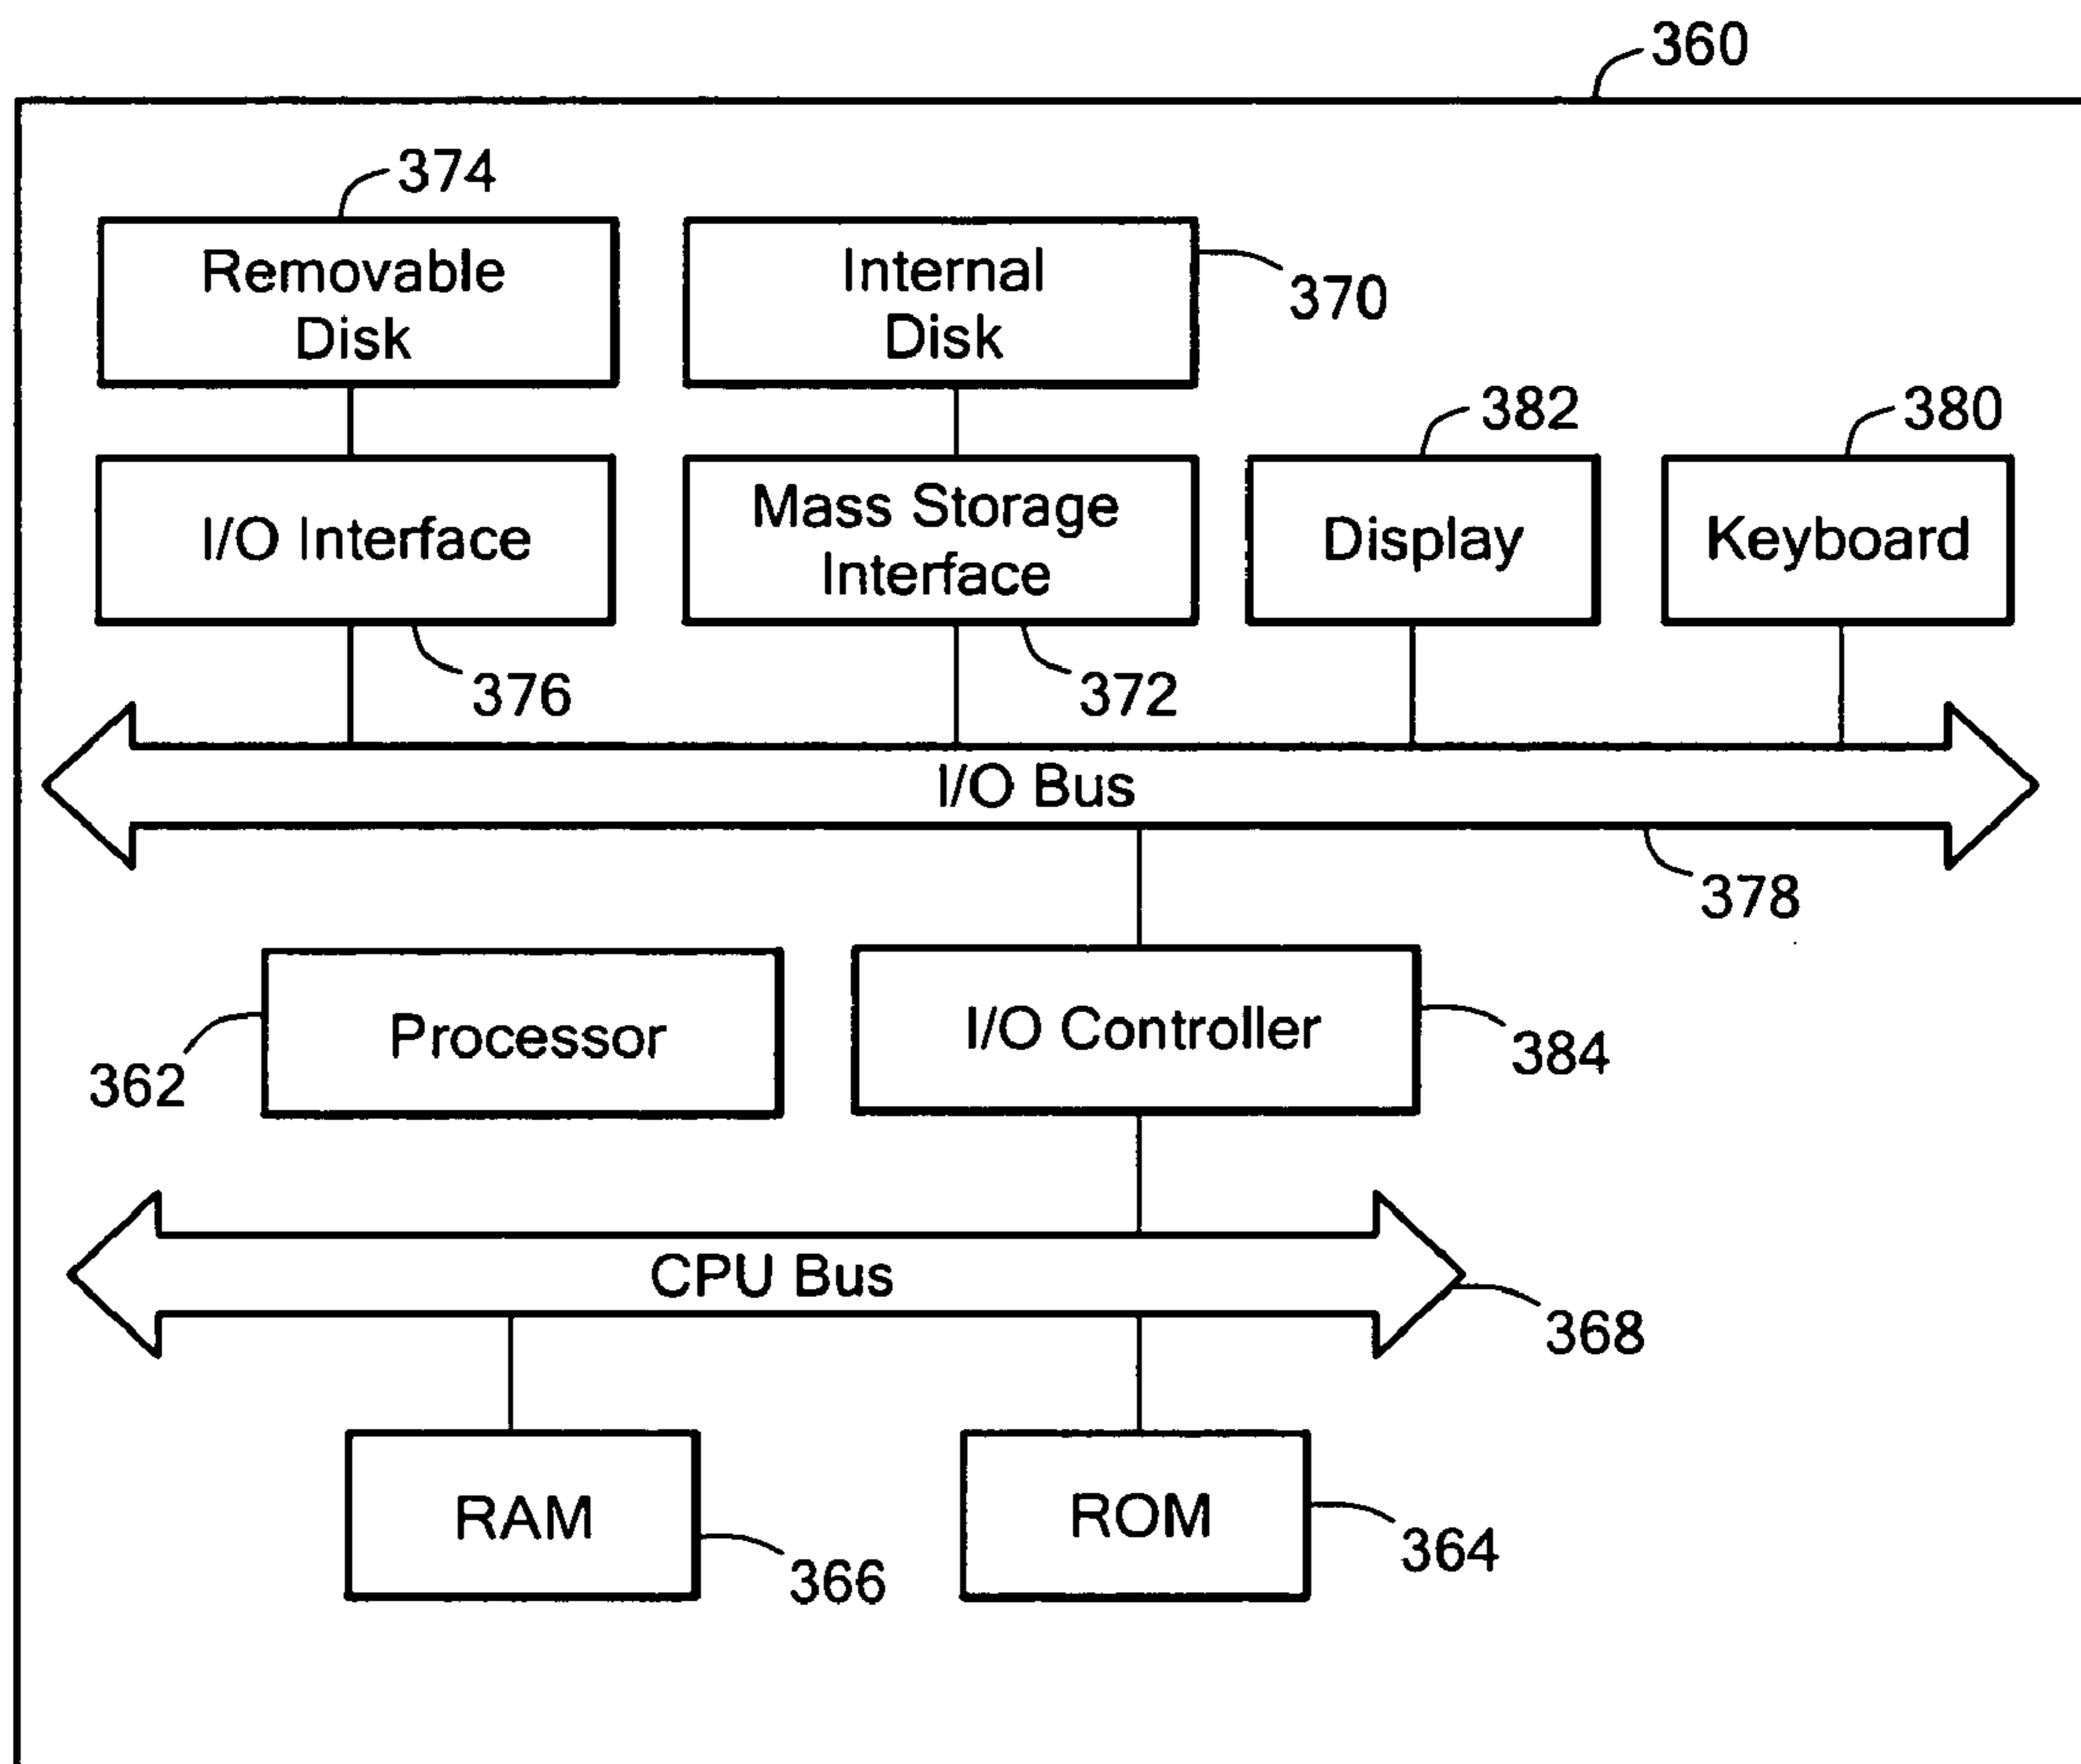 360
374
Removable
Disk
Internal
Disk
370
382
380
I/O Interface
Mass Storage
Interface
Display
Keyboard
376
372
I/O Bus
378
Processor
I/O Controller
362
384
CPU Bus
368
RAM
ROM
366
364